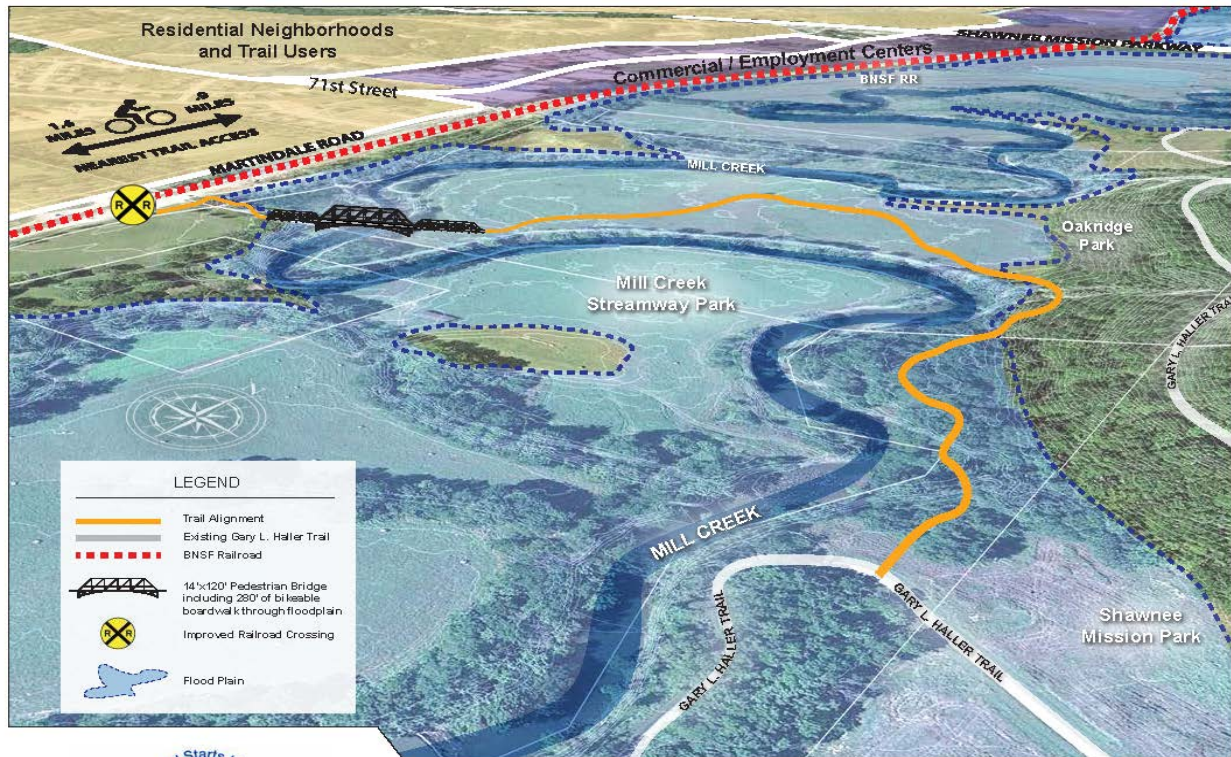 Residential Neighborhoods
and Trail Users
SHAWNEE MISSION PARKWAY
Commercial / Employment Centers
BNSF RR
71st Street
1.6
MILES
MILES
NEAREST TRAIL ACCESS
MARTINDALE ROAD
R R
MILL CREEK
Oakridge
Park
Mill Creek
Streamway Park
GARY L. HALLER TRAIL
LEGEND
Trail Alignment
Existing Gary L. Haller Trail
BNSF Railroad
14'x120' Pedestrian Bridge
including 280' of bikeable
boardwalk through floodplain
R R
Improved Railroad Crossing
Flood Plain
MILL CREEK
GARY L. HALLER TRAIL
GARY L. HALLER TRAIL
Shawnee
Mission Park
Starts